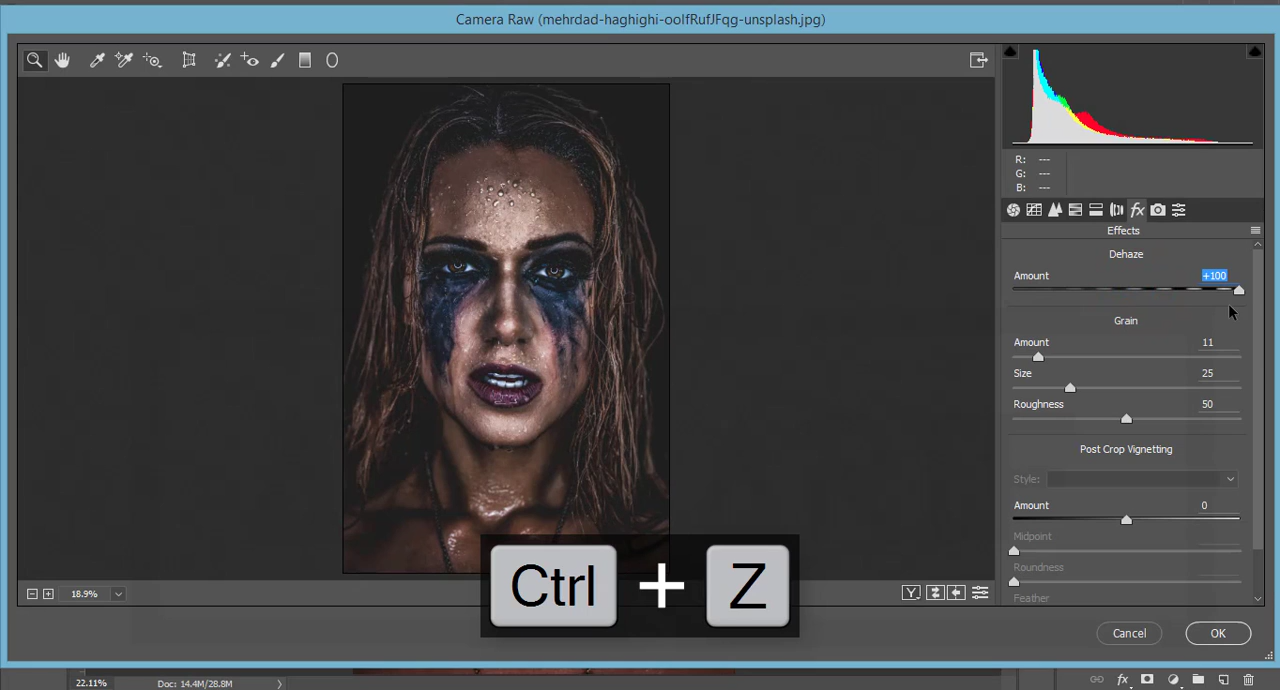 Camera Raw (mehrdad-haghighi-oolfRufJFqg-unsplash.jpg)
R: ---
G: ---
B: ---
fx
Effects
Dehaze
Amount +100
Grain
Amount 11
Size 25
Roughness 50
Post Crop Vignetting
Style:
Amount 0
Midpoint
Roundness
Feather
Ctrl + Z
18.9%
Y
Cancel OK
22.11% Doc: 14.4M/28.8M
fx